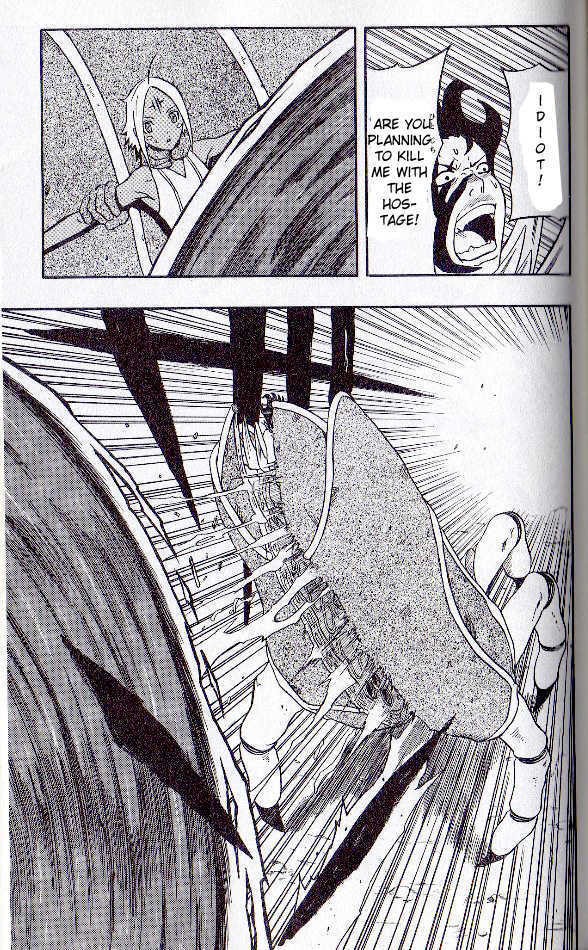 IDIOT!
ARE YOU
PLANNING
TO KILL
ME WITH
THE
HOS-
TAGE!